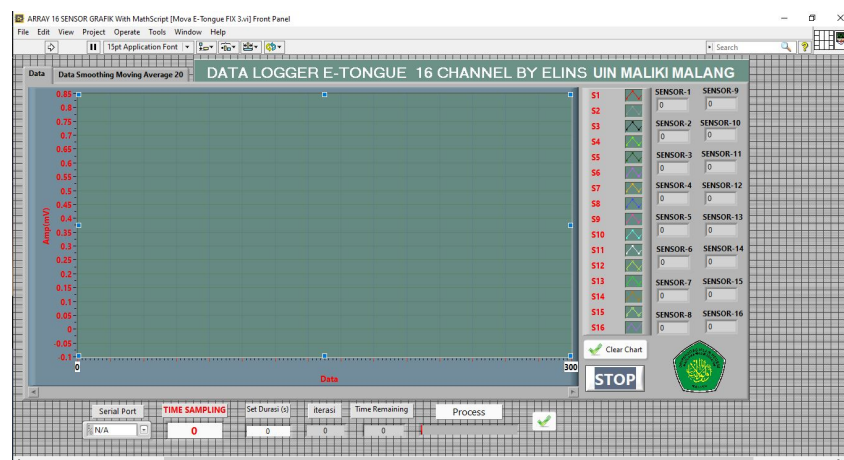 ARRAY 16 SENSOR GRAFIK With MathScript [Mova E-Tongue FIX 3.vi] Front Panel
File Edit View Project Operate Tools Window Help
15pt Application Font
Search
Data
Data Smoothing Moving Average 20
DATA LOGGER E-TONGUE 16 CHANNEL BY ELINS UIN MALIKI MALANG
Amp(mV)
0.85
0.8
0.75
0.7
0.65
0.6
0.55
0.5
0.45
0.4
0.35
0.3
0.25
0.2
0.15
0.1
0.05
0
-0.05
-0.1
0
300
Data
S1
S2
S3
S4
S5
S6
S7
S8
S9
S10
S11
S12
S13
S14
S15
S16
SENSOR-1 SENSOR-9
0 0
SENSOR-2 SENSOR-10
0 0
SENSOR-3 SENSOR-11
0 0
SENSOR-4 SENSOR-12
0 0
SENSOR-5 SENSOR-13
0 0
SENSOR-6 SENSOR-14
0 0
SENSOR-7 SENSOR-15
0 0
SENSOR-8 SENSOR-16
0 0
Clear Chart
STOP
Serial Port
N/A
TIME SAMPLING
0
Set Durasi (s)
0
iterasi
0
Time Remaining
0
Process